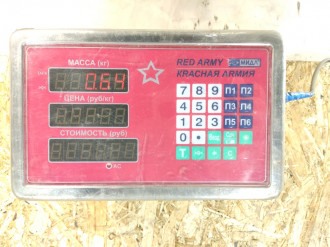 МАССА (кг)
0.64
ЦЕНА (руб/кг)
СТОИМОСТЬ (руб)
RED ARMY МИДЛ
КРАСНАЯ АРМИЯ
7 8 9 П1 П2
4 5 6 П3 П4
1 2 3 П5 П6
0 •
T C